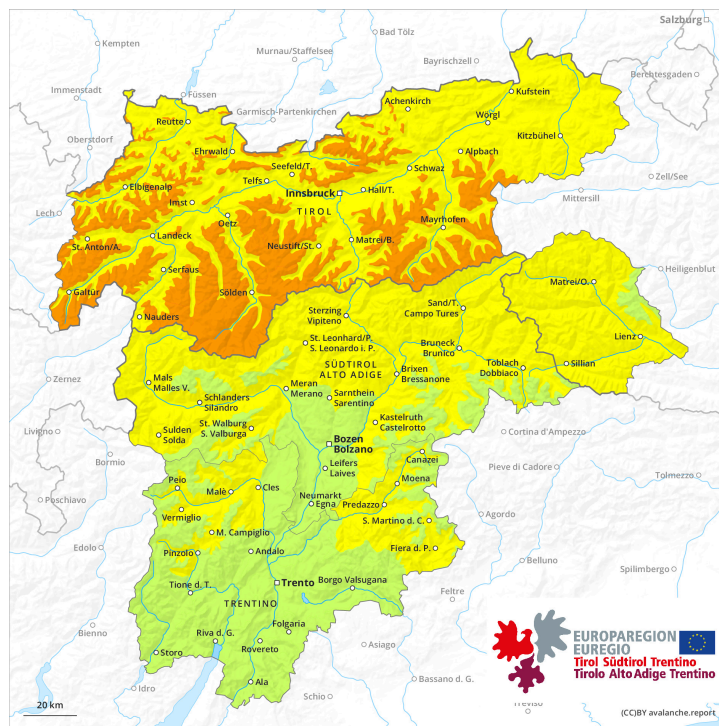 Salzburg
Kempten
Bad Tölz
Murnau/Staffelsee
Bayrischzell
Berchtesgaden
Immenstadt
Füssen
Garmisch-Partenkirchen
Achenkirch
Kufstein
Reutte
Wörgl
Oberstdorf
Ehrwald
Kitzbühel
Alpbach
Seefeld/T.
Schwaz
Zell/See
Telfs
Elbigenalp
Innsbruck
Hall/T.
Mittersill
Imst
TIROL
Lech
Oetz
Mayrhofen
St. Anton/A.
Landeck
Neustift/St.
Matrei/B.
Serfaus
Heiligenblut
Galtür
Sölden
Matrei/O.
Nauders
Sterzing
Vipiteno
Sand/T.
Campo Tures
St. Leonhard/P.
S. Leonardo i. P.
Bruneck
Brunico
Lienz
SÜDTIROL
ALTO ADIGE
Toblach
Dobbiaco
Sillian
Zernez
Mals
Malles V.
Meran
Merano
Brixen
Bressanone
Schlanders
Silandro
Sarnthein
Sarentino
St. Walburg
S. Valburga
Kastelruth
Castelrotto
Livigno
Sulden
Solda
Bozen
Bolzano
Cortina d'Ampezzo
Bormio
Canazei
Leifers
Laives
Pieve di Cadore
Tolmezzo
Peio
Moena
Poschiavo
Malè
Cles
Neumarkt
Egna
Predazzo
Vermiglio
S. Martino d. C.
Agordo
M. Campiglio
Edolo
Pinzolo
Andalo
Fiera d. P.
Belluno
Spilimbergo
Tione d. T.
Trento
Borgo Valsugana
Feltre
TRENTINO
Folgaria
Bienno
Riva d. G.
Storo
Rovereto
Asiago
Ala
Bassano d. G.
Idro
Schio
Treviso
EUROPAREGION
EUREGIO
Tirol Südtirol Trentino
Tirolo Alto Adige Trentino
20 km
(CC)BY avalanche.report